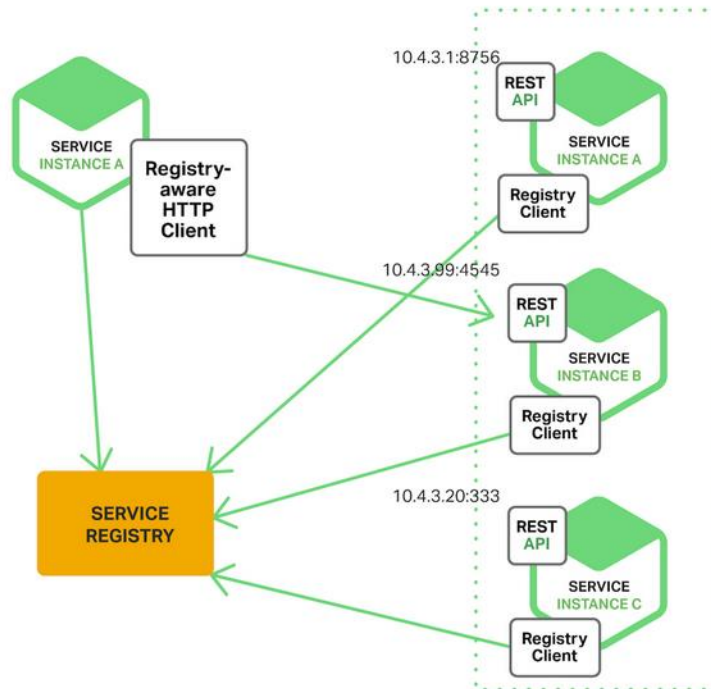 SERVICE
INSTANCE A
Registry-
aware
HTTP
Client
SERVICE
REGISTRY
10.4.3.1:8756
REST
API
SERVICE
INSTANCE A
Registry
Client
10.4.3.99:4545
REST
API
SERVICE
INSTANCE B
Registry
Client
10.4.3.20:333
REST
API
SERVICE
INSTANCE C
Registry
Client